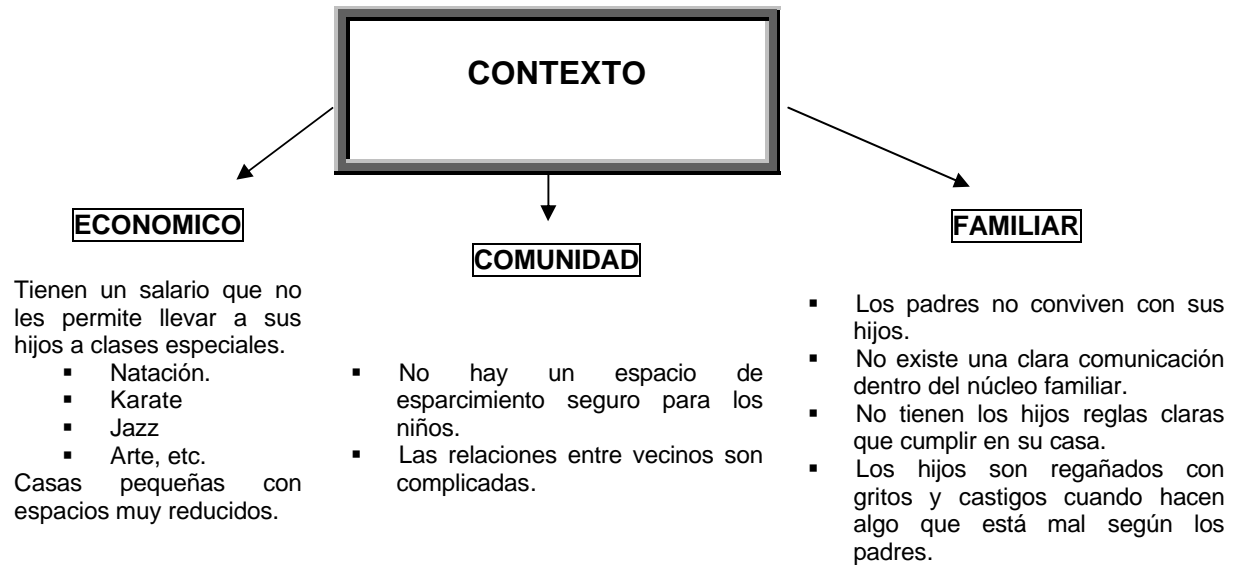 CONTEXTO
ECONOMICO
Tienen un salario que no
les permite llevar a sus
hijos a clases especiales.
▪ Natación.
▪ Karate
▪ Jazz
▪ Arte, etc.
Casas pequeñas con
espacios muy reducidos.
COMUNIDAD
▪ No hay un espacio de
esparcimiento seguro para los
niños.
▪ Las relaciones entre vecinos son
complicadas.
FAMILIAR
▪ Los padres no conviven con sus
hijos.
▪ No existe una clara comunicación
dentro del núcleo familiar.
▪ No tienen los hijos reglas claras
que cumplir en su casa.
▪ Los hijos son regañados con
gritos y castigos cuando hacen
algo que está mal según los
padres.